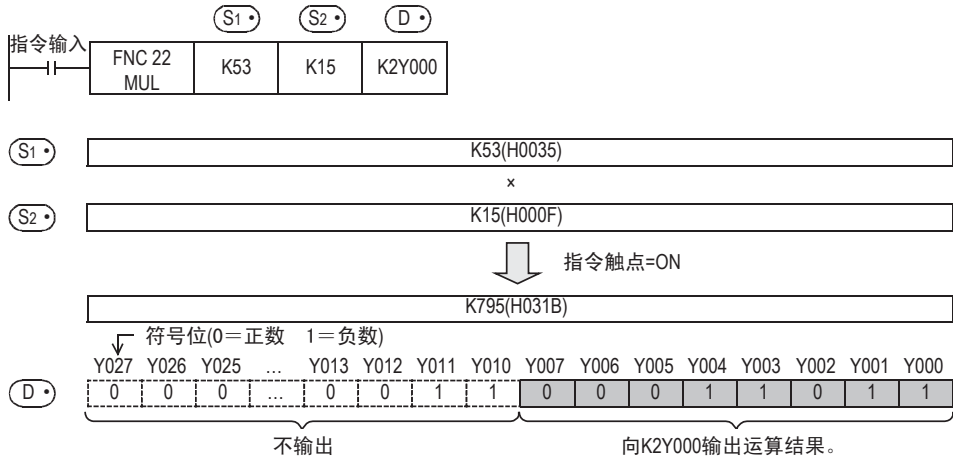 S1• S2• D•
指令输入
FNC 22 MUL K53 K15 K2Y000
S1• K53(H0035)
×
S2• K15(H000F)
指令触点=ON
K795(H031B)
符号位(0=正数 1=负数)
Y027 Y026 Y025 … Y013 Y012 Y011 Y010 Y007 Y006 Y005 Y004 Y003 Y002 Y001 Y000
D• 0 0 0 … 0 0 1 1 0 0 0 1 1 0 1 1
不输出 向K2Y000输出运算结果。